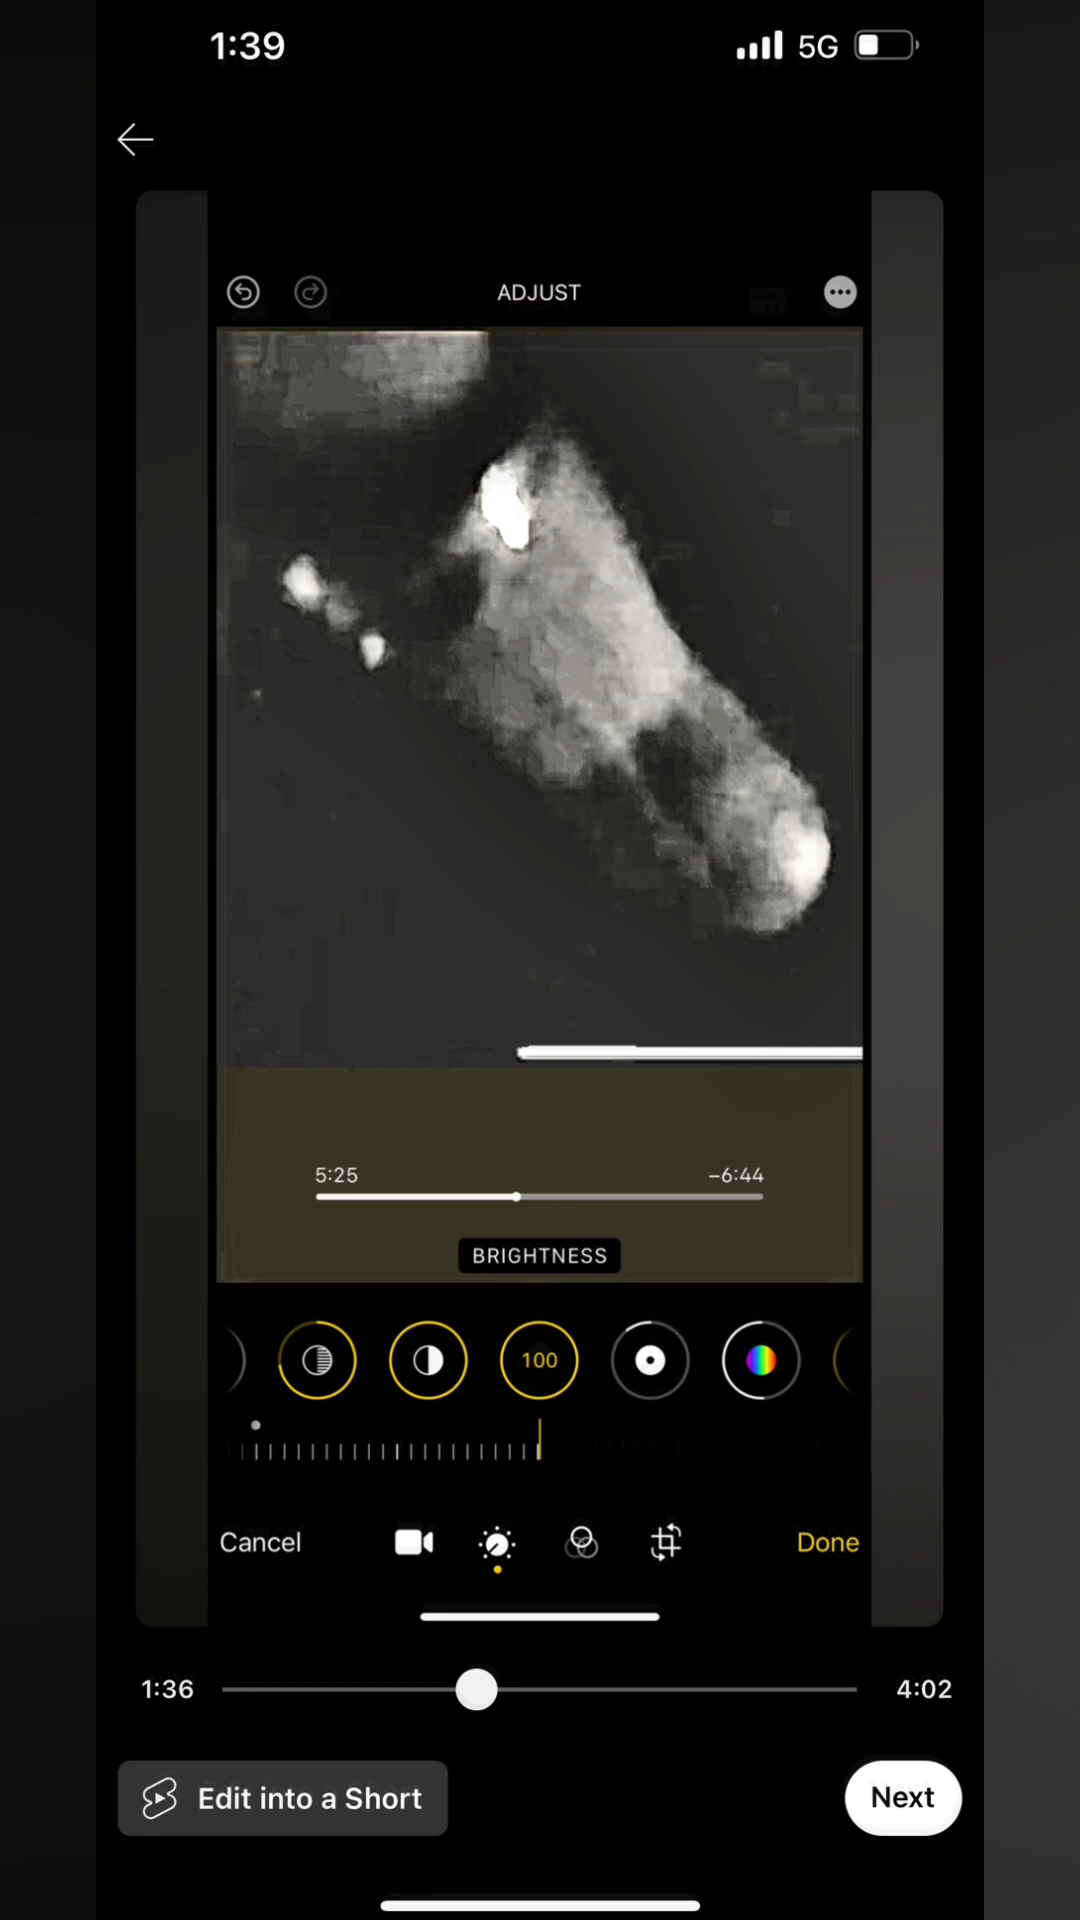 1:39
5G
ADJUST
5:25
−6:44
BRIGHTNESS
100
Cancel
Done
1:36
4:02
Edit into a Short
Next